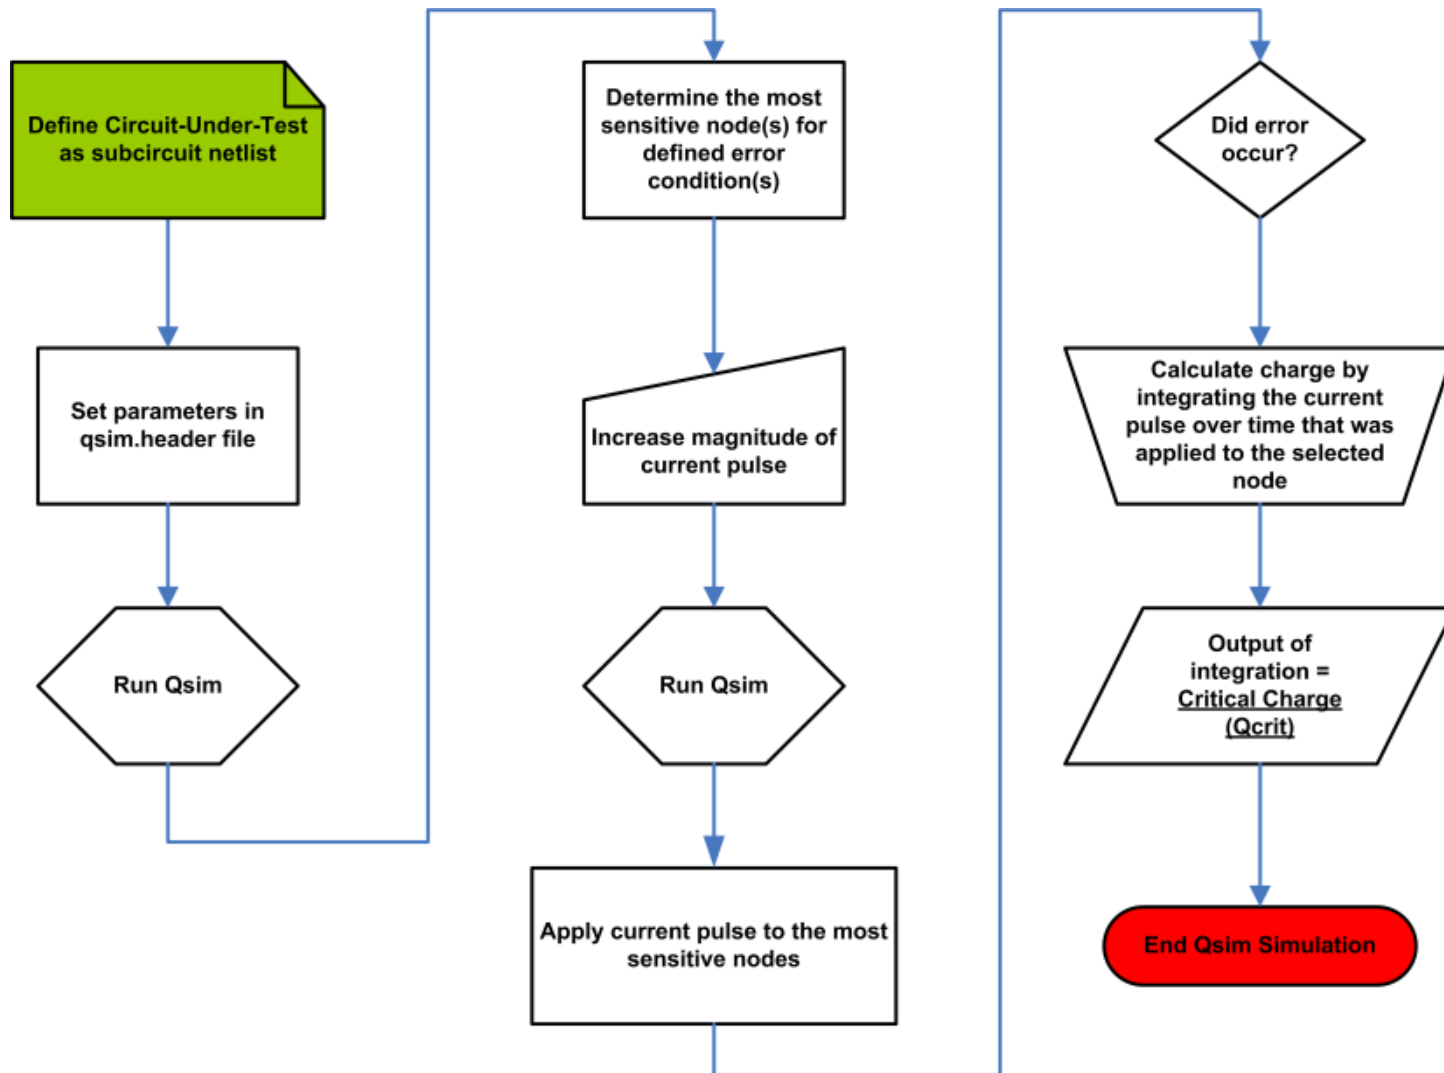 Define Circuit-Under-Test
as subcircuit netlist
Set parameters in
qsim.header file
Run Qsim
Determine the most
sensitive node(s) for
defined error
condition(s)
Increase magnitude of
current pulse
Run Qsim
Apply current pulse to the most
sensitive nodes
Did error
occur?
Calculate charge by
integrating the current
pulse over time that was
applied to the selected
node
Output of
integration =
Critical Charge
(Qcrit)
End Qsim Simulation